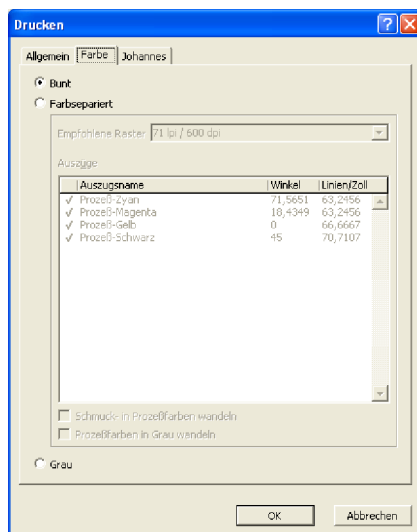 Drucken
Allgemein Farbe Johannes
Bunt
Farbsepariert
Empfohlene Raster 71 lpi / 600 dpi
Auszüge
Auszugsname Winkel Linien/Zoll
Prozeß-Zyan 71,5651 63,2456
Prozeß-Magenta 18,4349 63,2456
Prozeß-Gelb 0 66,6667
Prozeß-Schwarz 45 70,7107
Schmuck- in Prozeßfarben wandeln
Prozeßfarben in Grau wandeln
Grau
OK Abbrechen